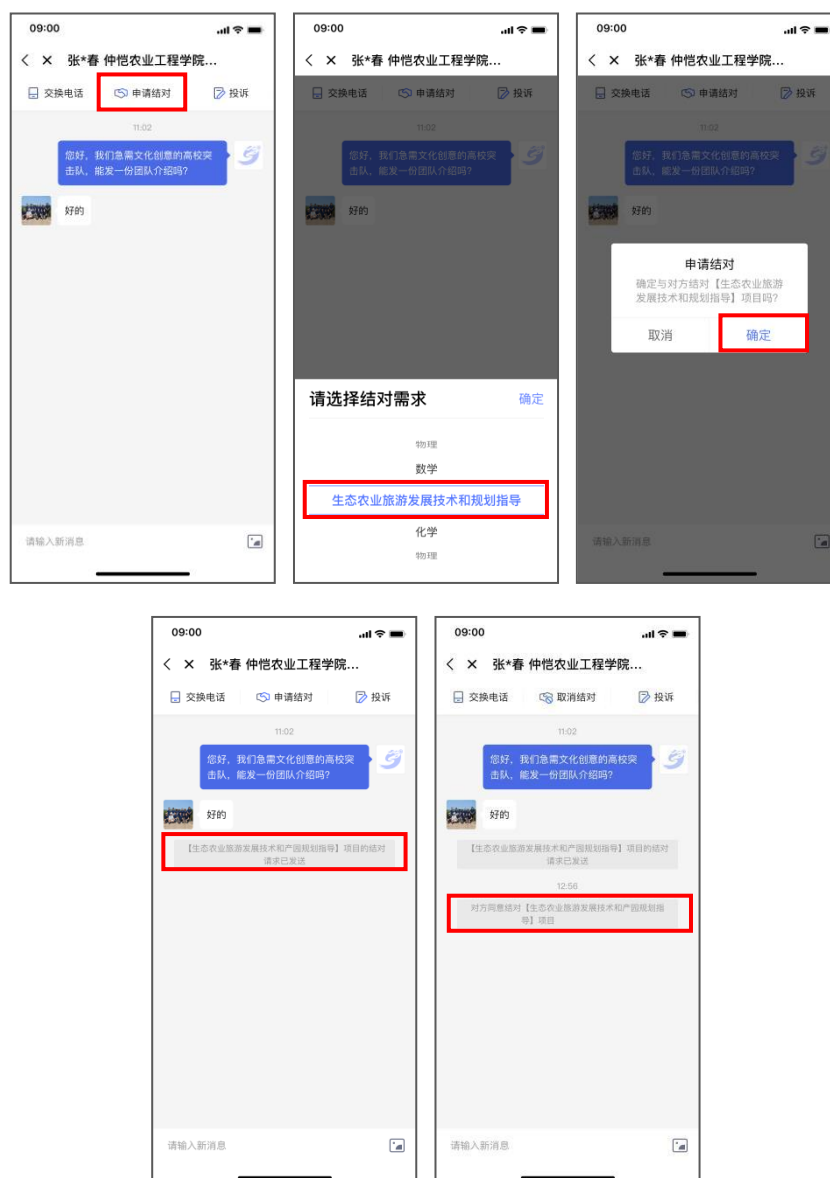 09:00
张*春 仲恺农业工程学院...
交换电话
申请结对
投诉
11:02
您好，我们急需文化创意的高校突
击队，能发一份团队介绍吗？
好的
请输入新消息
09:00
张*春 仲恺农业工程学院...
交换电话
申请结对
投诉
11:02
您好，我们急需文化创意的高校突
击队，能发一份团队介绍吗？
好的
请选择结对需求
确定
物理
数学
生态农业旅游发展技术和规划指导
化学
物理
09:00
张*春 仲恺农业工程学院...
交换电话
申请结对
投诉
11:02
您好，我们急需文化创意的高校突
击队，能发一份团队介绍吗？
好的
申请结对
确定与对方结对【生态农业旅游
发展技术和规划指导】项目吗？
取消
确定
请输入新消息
09:00
张*春 仲恺农业工程学院...
交换电话
申请结对
投诉
11:02
您好，我们急需文化创意的高校突
击队，能发一份团队介绍吗？
好的
【生态农业旅游发展技术和产园规划指导】项目的结对
请求已发送
请输入新消息
09:00
张*春 仲恺农业工程学院...
交换电话
取消结对
投诉
11:02
您好，我们急需文化创意的高校突
击队，能发一份团队介绍吗？
好的
【生态农业旅游发展技术和产园规划指导】项目的结对
请求已发送
12:56
对方同意结对【生态农业旅游发展技术和产园规划指
导】项目
请输入新消息